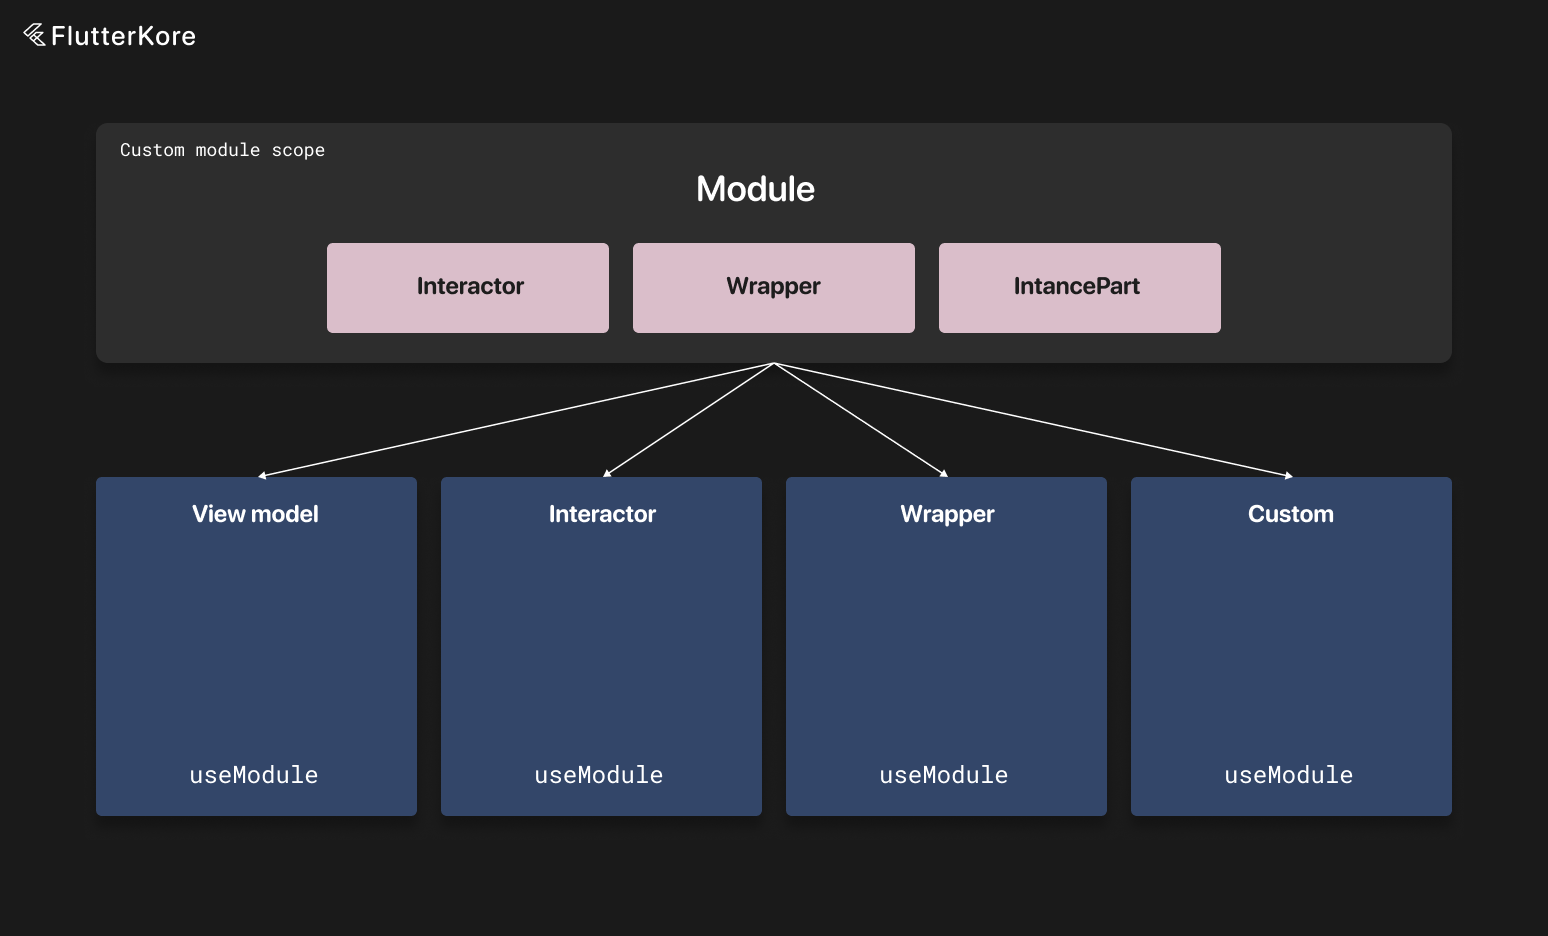 FlutterKore
Custom module scope
Module
Interactor
Wrapper
IntancePart
View model
Interactor
Wrapper
Custom
useModule
useModule
useModule
useModule